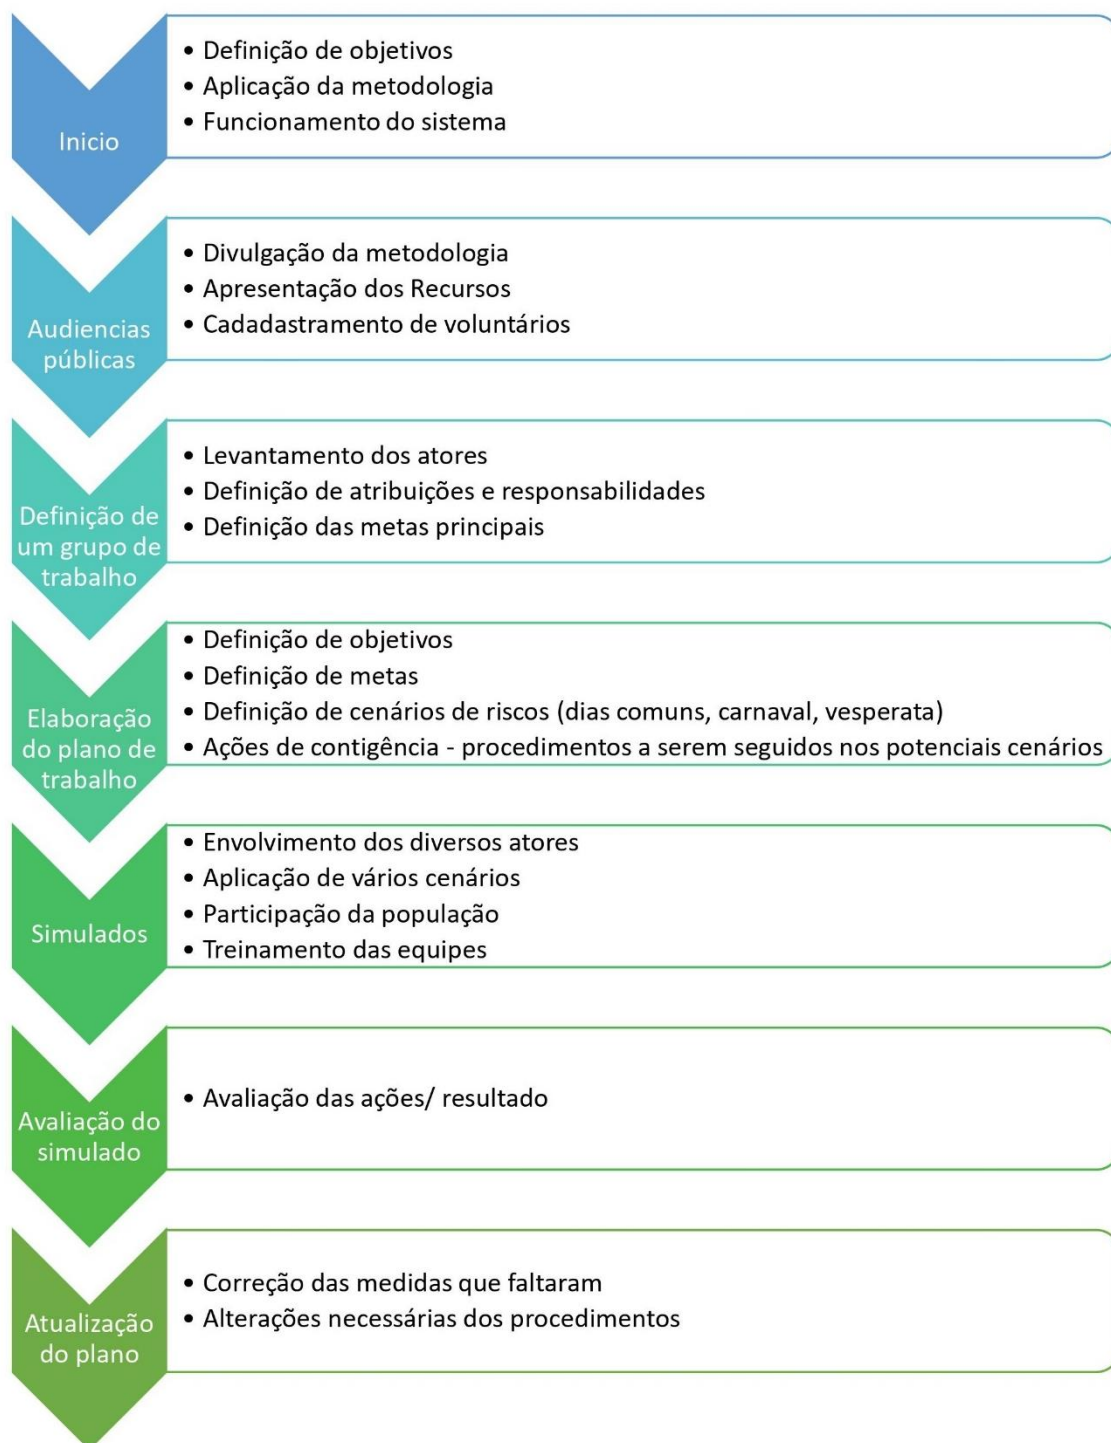 Inicio
• Definição de objetivos
• Aplicação da metodologia
• Funcionamento do sistema
Audiencias
públicas
• Divulgação da metodologia
• Apresentação dos Recursos
• Cadadastramento de voluntários
Definição de
um grupo de
trabalho
• Levantamento dos atores
• Definição de atribuições e responsabilidades
• Definição das metas principais
Elaboração
do plano de
trabalho
• Definição de objetivos
• Definição de metas
• Definição de cenários de riscos (dias comuns, carnaval, vesperata)
• Ações de contigência - procedimentos a serem seguidos nos potenciais cenários
Simulados
• Envolvimento dos diversos atores
• Aplicação de vários cenários
• Participação da população
• Treinamento das equipes
Avaliação do
simulado
• Avaliação das ações/ resultado
Atualização
do plano
• Correção das medidas que faltaram
• Alterações necessárias dos procedimentos